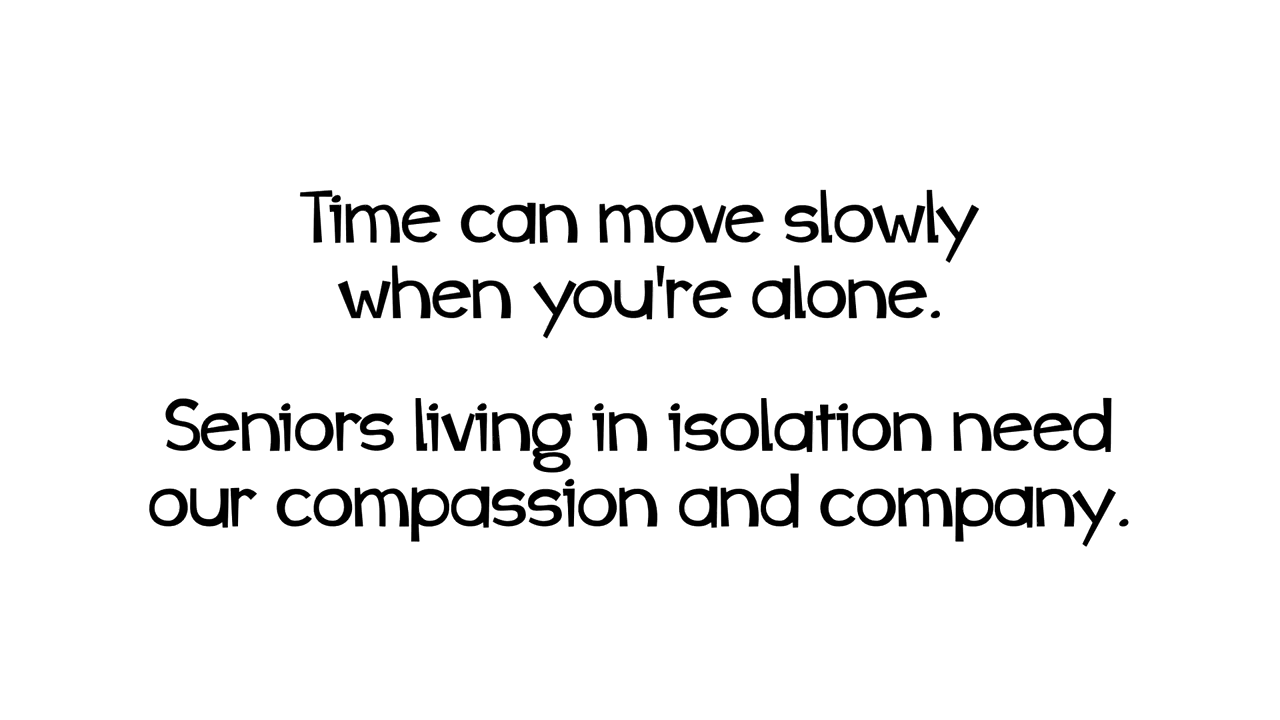 Time can move slowly
when you're alone.
Seniors living in isolation need
our compassion and company.